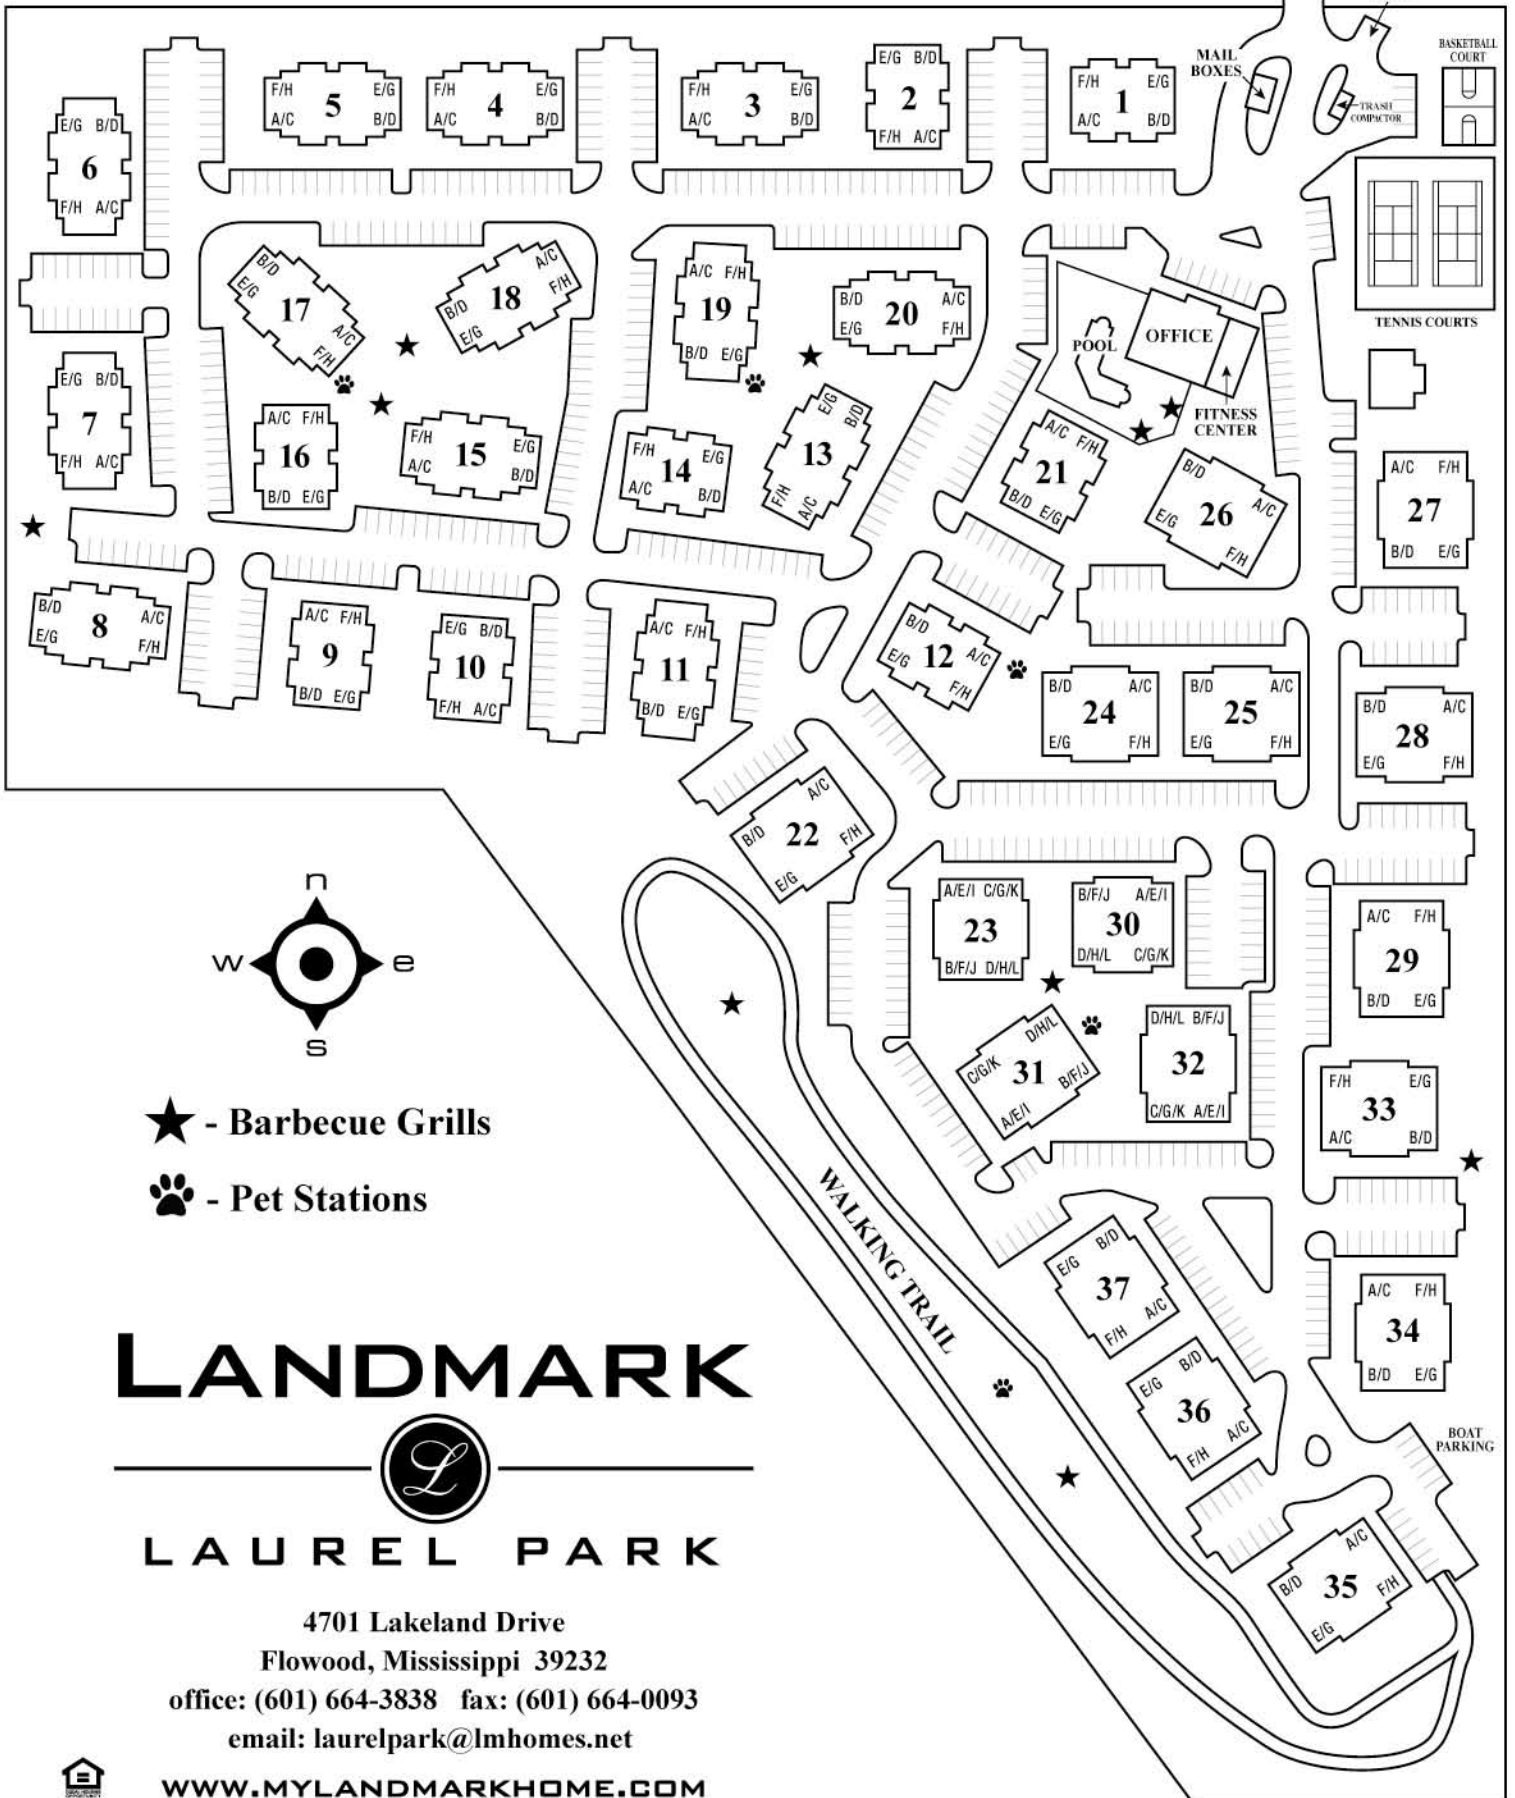 MAIL
BOXES
TRASH
COMPACTOR
BASKETBALL
COURT
E/G B/D
6
F/H A/C
F/H E/G
5
A/C B/D
F/H E/G
4
A/C B/D
F/H E/G
3
A/C B/D
E/G B/D
2
F/H A/C
F/H E/G
1
A/C B/D
TENNIS COURTS
B/D
E/G
17
A/C
F/H
A/C
B/D
18
F/H
E/G
A/C F/H
19
B/D E/G
B/D A/C
20
E/G F/H
POOL
OFFICE
FITNESS
CENTER
E/G B/D
7
F/H A/C
A/C F/H
16
B/D E/G
F/H E/G
15
A/C B/D
F/H E/G
14
A/C B/D
E/G B/D
13
F/H A/C
A/C F/H
21
B/D E/G
B/D A/C
26
E/G F/H
A/C F/H
27
B/D E/G
B/D A/C
8
E/G F/H
A/C F/H
9
B/D E/G
E/G B/D
10
F/H A/C
A/C F/H
11
B/D E/G
B/D A/C
12
E/G F/H
B/D A/C
24
E/G F/H
B/D A/C
25
E/G F/H
B/D A/C
28
E/G F/H
A/C
B/D
22
F/H
E/G
A/E/I C/G/K
23
B/F/J D/H/L
B/F/J A/E/I
30
D/H/L C/G/K
A/C F/H
29
B/D E/G
D/H/L
C/G/K
31
B/F/J
A/E/I
D/H/L B/F/J
32
C/G/K A/E/I
F/H E/G
33
A/C B/D
n
w e
s
- Barbecue Grills
- Pet Stations
WALKING TRAIL
B/D
E/G
37
A/C
F/H
A/C F/H
34
B/D E/G
B/D
E/G
36
A/C
F/H
BOAT
PARKING
A/C
B/D
35
F/H
E/G
LANDMARK
L
LAUREL PARK
4701 Lakeland Drive
Flowood, Mississippi 39232
office: (601) 664-3838 fax: (601) 664-0093
email: laurelpark@lmhomes.net
WWW.MYLANDMARKHOME.COM